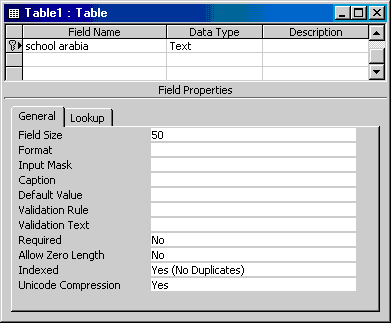 Table1 : Table
Field Name Data Type Description
school arabia Text
Field Properties
General Lookup
Field Size 50
Format
Input Mask
Caption
Default Value
Validation Rule
Validation Text
Required No
Allow Zero Length No
Indexed Yes (No Duplicates)
Unicode Compression Yes